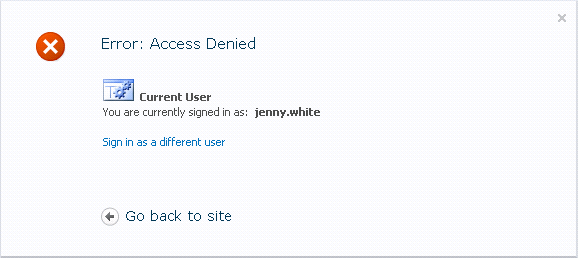 Error: Access Denied
Current User
You are currently signed in as: jenny.white
Sign in as a different user
Go back to site